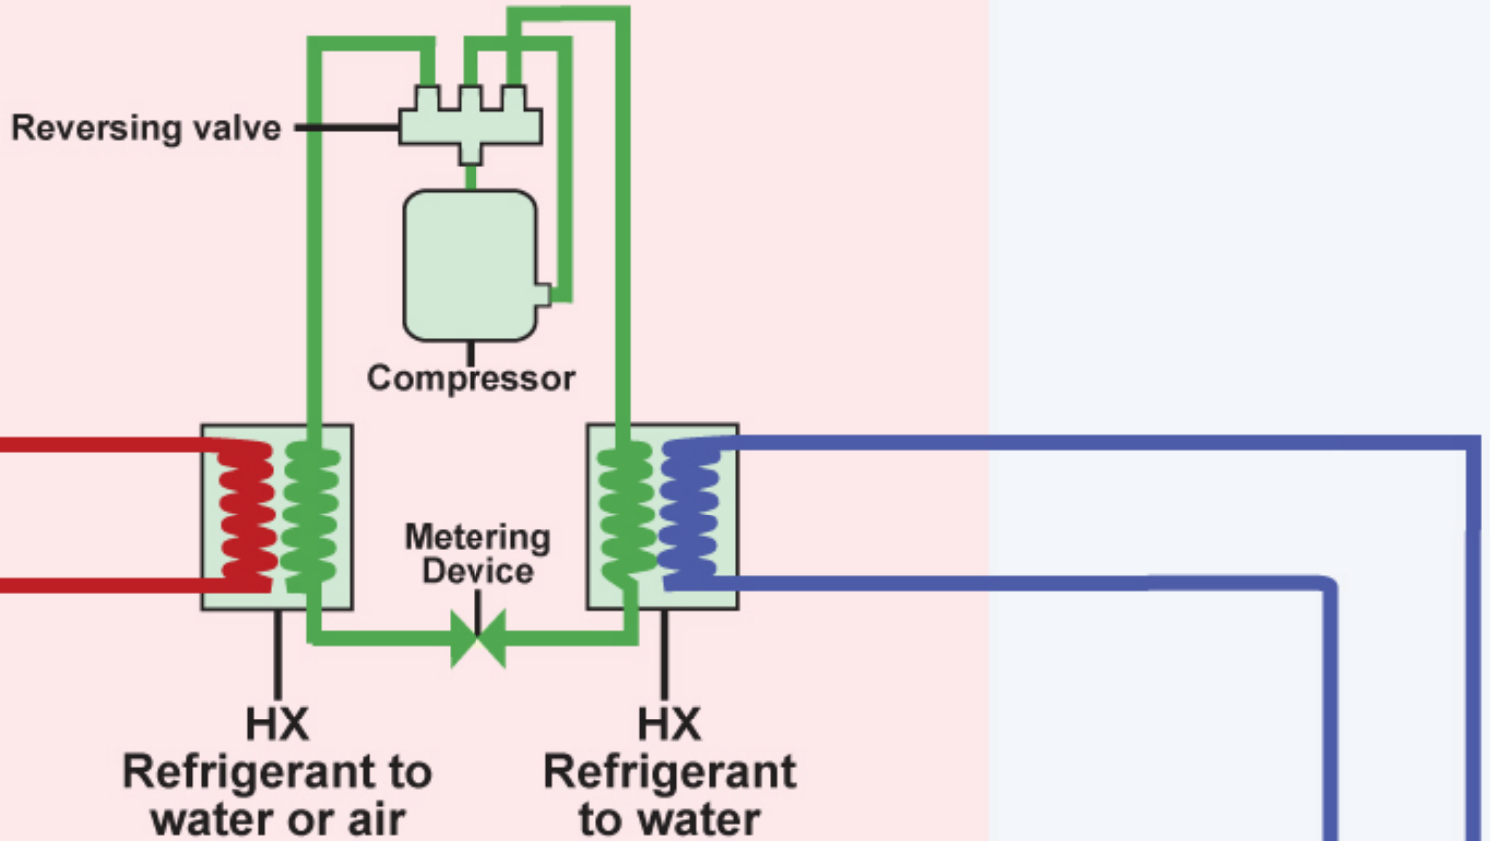 Reversing valve
Compressor
Metering
Device
HX
Refrigerant to
water or air
HX
Refrigerant
to water